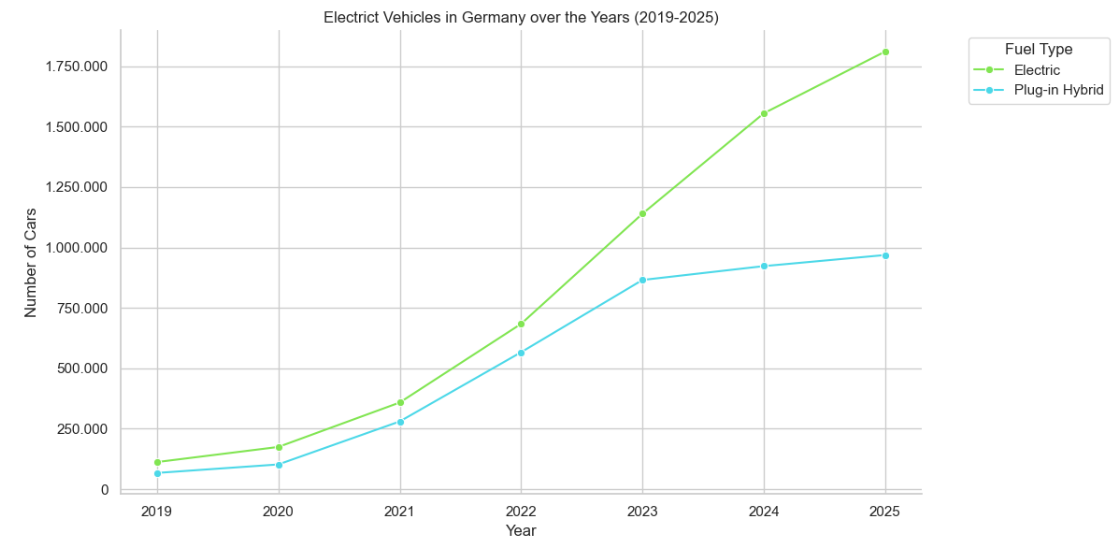 Electrict Vehicles in Germany over the Years (2019-2025)
Fuel Type
Electric
Plug-in Hybrid
Number of Cars
1.750.000
1.500.000
1.250.000
1.000.000
750.000
500.000
250.000
0
2019 2020 2021 2022 2023 2024 2025
Year